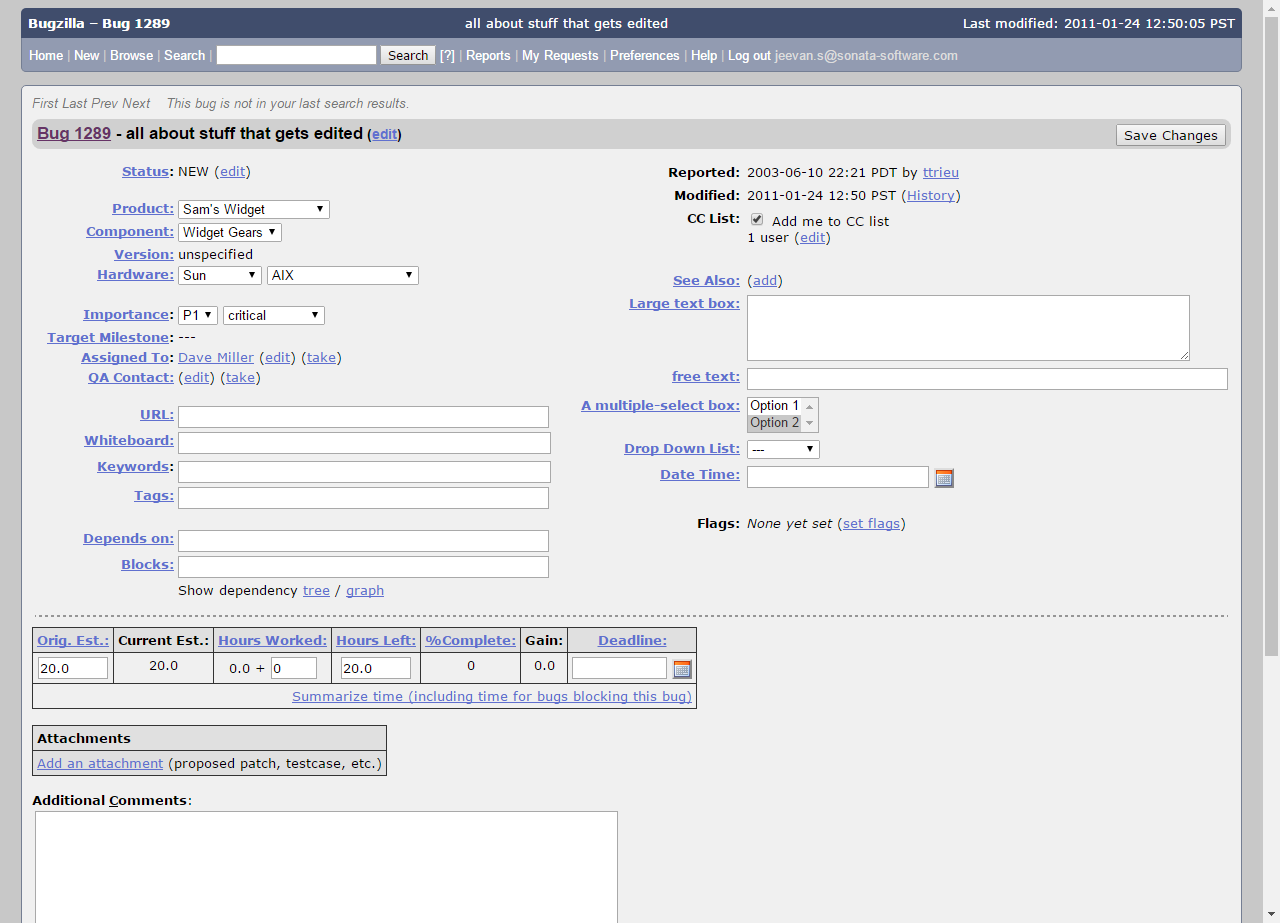 Bugzilla – Bug 1289 all about stuff that gets edited Last modified: 2011-01-24 12:50:05 PST
Home | New | Browse | Search | Search [?] | Reports | My Requests | Preferences | Help | Log out jeevan.s@sonata-software.com
First Last Prev Next This bug is not in your last search results.
Bug 1289 - all about stuff that gets edited (edit) Save Changes
Status: NEW (edit)
Product: Sam's Widget
Component: Widget Gears
Version: unspecified
Hardware: Sun AIX
Importance: P1 critical
Target Milestone: ---
Assigned To: Dave Miller (edit) (take)
QA Contact: (edit) (take)
URL:
Whiteboard:
Keywords:
Tags:
Depends on:
Blocks:
Show dependency tree / graph
Reported: 2003-06-10 22:21 PDT by ttrieu
Modified: 2011-01-24 12:50 PST (History)
CC List: Add me to CC list
1 user (edit)
See Also: (add)
Large text box:
free text:
A multiple-select box: Option 1
Option 2
Drop Down List: ---
Date Time:
Flags: None yet set (set flags)
Orig. Est.: Current Est.: Hours Worked: Hours Left: %Complete: Gain: Deadline:
20.0 20.0 0.0 + 0 20.0 0 0.0
Summarize time (including time for bugs blocking this bug)
Attachments
Add an attachment (proposed patch, testcase, etc.)
Additional Comments: